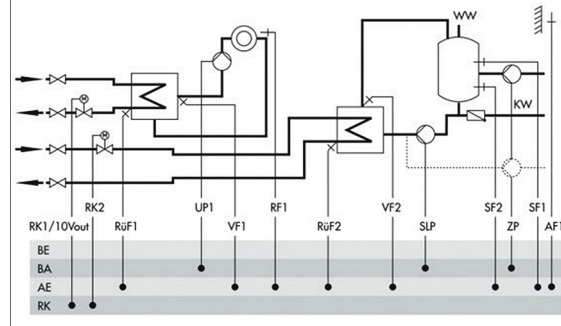 WW
M
KW
M
RK2 UP1 RF1 VF2 SF2 SF1
RK1/10Vout RüF1 VF1 RüF2 SLP ZP AF1
BE
BA
AE
RK